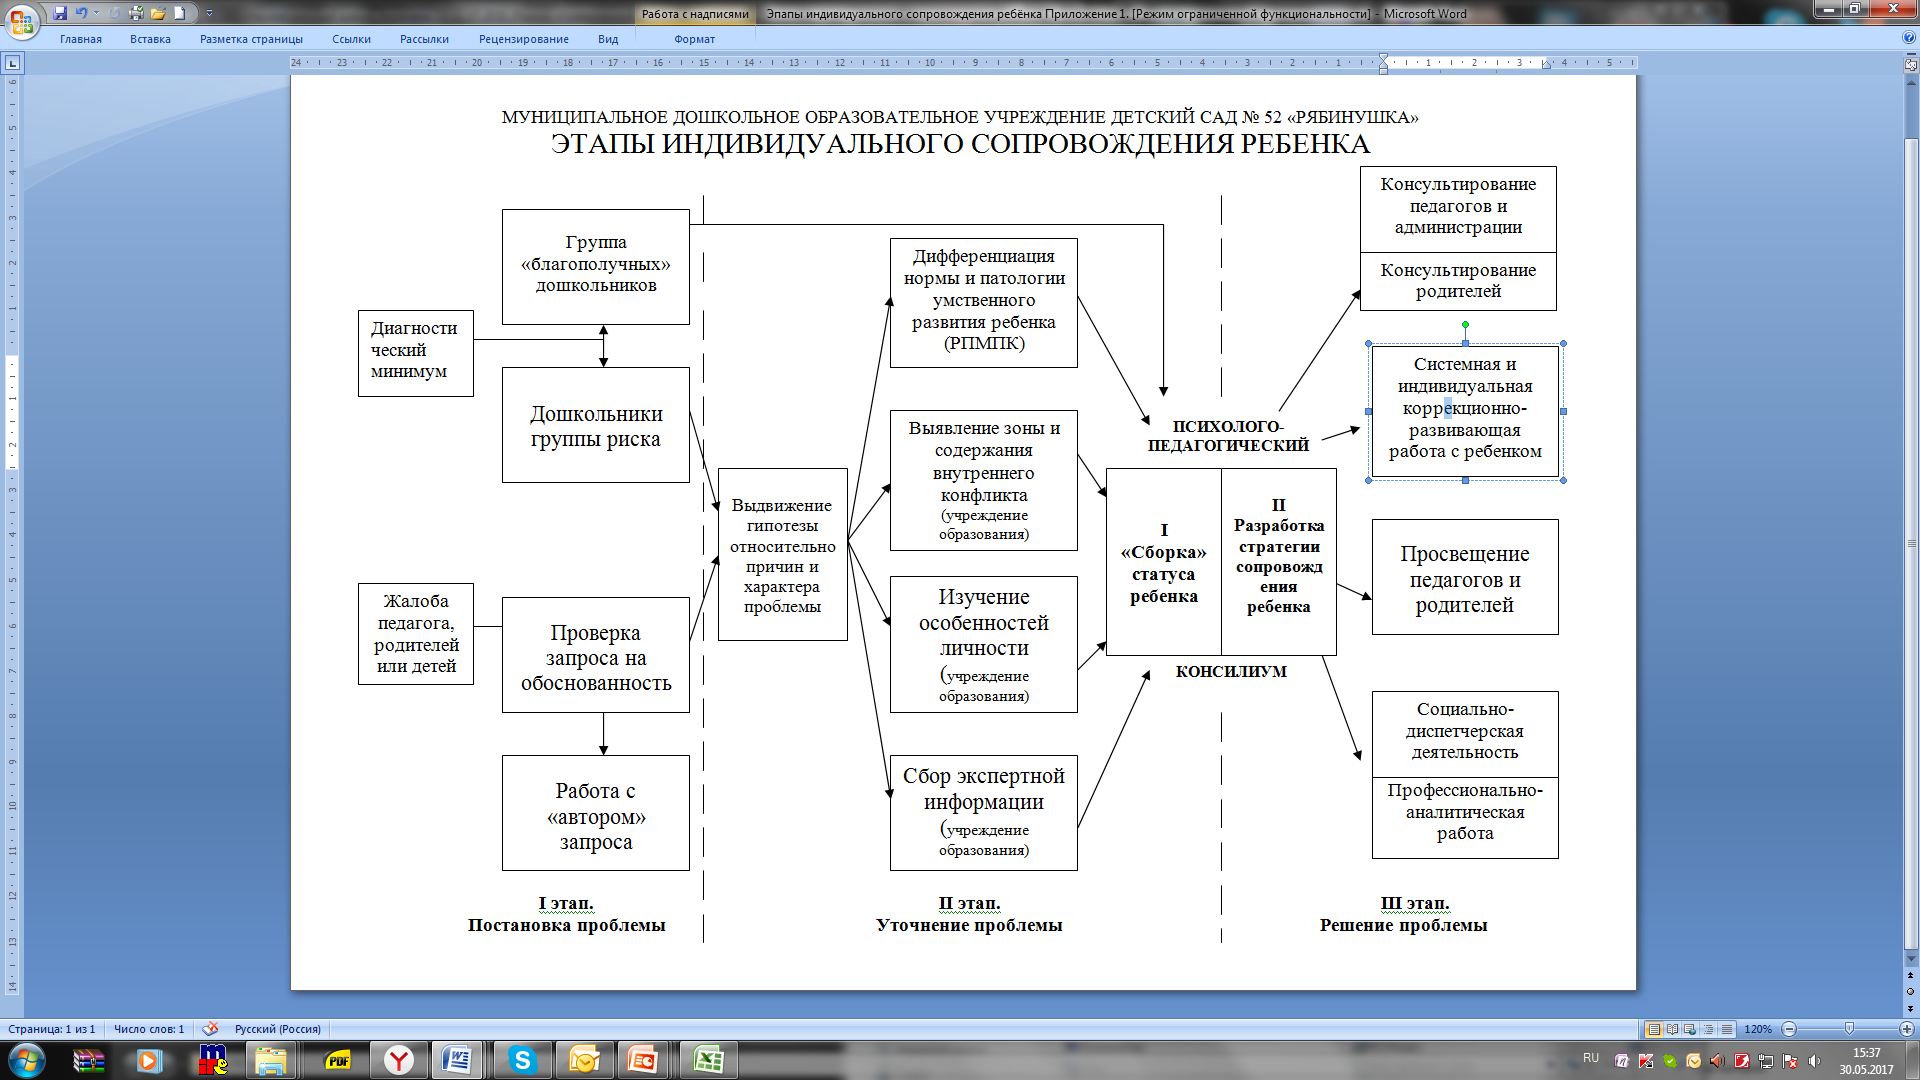 Работа с надписями
Этапы индивидуального сопровождения ребёнка Приложение 1. [Режим ограниченной функциональности] - Microsoft Word
Главная
Вставка
Разметка страницы
Ссылки
Рассылки
Рецензирование
Вид
Формат
МУНИЦИПАЛЬНОЕ ДОШКОЛЬНОЕ ОБРАЗОВАТЕЛЬНОЕ УЧРЕЖДЕНИЕ ДЕТСКИЙ САД № 52 «РЯБИНУШКА»
ЭТАПЫ ИНДИВИДУАЛЬНОГО СОПРОВОЖДЕНИЯ РЕБЕНКА
Диагности
ческий
минимум
Жалоба
педагога,
родителей
или детей
Группа
«благополучных»
дошкольников
Дошкольники
группы риска
Проверка
запроса на
обоснованность
Работа с
«автором»
запроса
I этап.
Постановка проблемы
Выдвижение
гипотезы
относительно
причин и
характера
проблемы
Дифференциация
нормы и патологии
умственного
развития ребенка
(РПМПК)
Выявление зоны и
содержания
внутреннего
конфликта
(учреждение
образования)
Изучение
особенностей
личности
(учреждение
образования)
Сбор экспертной
информации
(учреждение
образования)
II этап.
Уточнение проблемы
ПСИХОЛОГО-
ПЕДАГОГИЧЕСКИЙ
I
«Сборка»
статуса
ребенка
II
Разработка
стратегии
сопровожд
ения
ребенка
КОНСИЛИУМ
Консультирование
педагогов и
администрации
Консультирование
родителей
Системная и
индивидуальная
коррекционно-
развивающая
работа с ребенком
Просвещение
педагогов и
родителей
Социально-
диспетчерская
деятельность
Профессионально-
аналитическая
работа
III этап.
Решение проблемы
Страница: 1 из 1
Число слов: 1
Русский (Россия)
120%
PDF
RU
15:37
30.05.2017